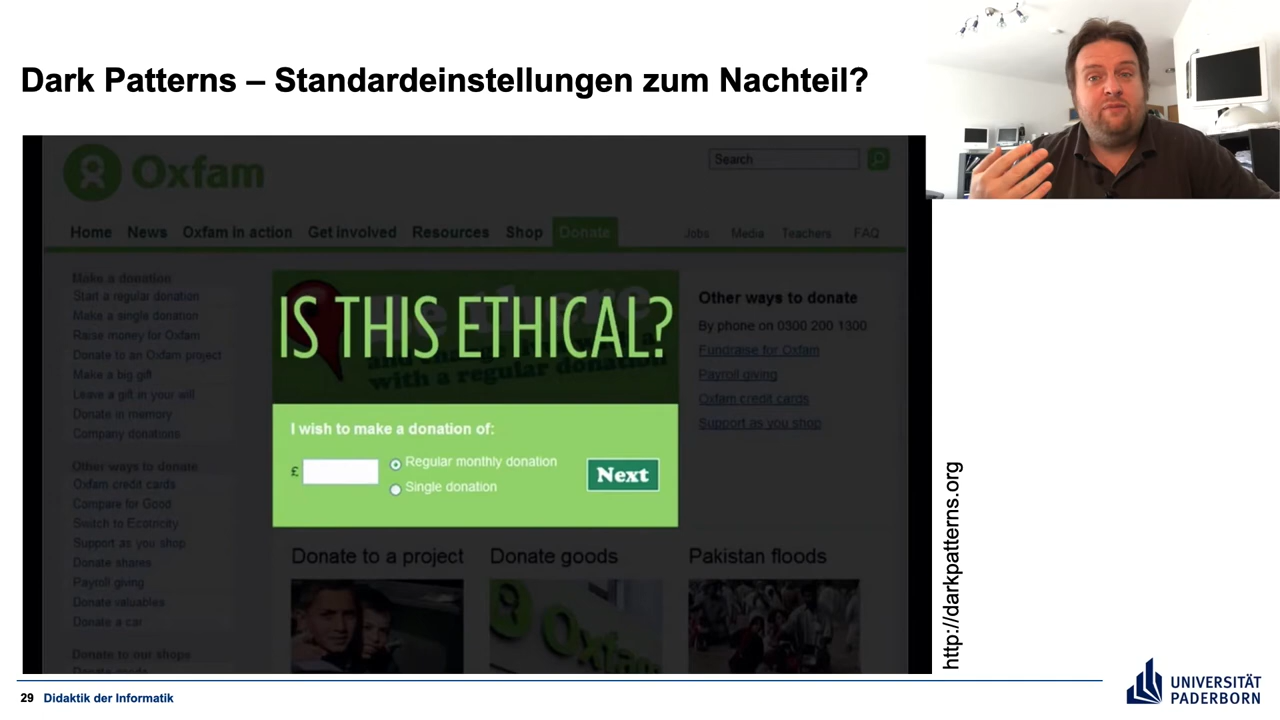 Dark Patterns – Standardeinstellungen zum Nachteil?
Oxfam
Search
Home News Oxfam in action Get involved Resources Shop Donate
Jobs Media Teachers FAQ
Make a donation
Start a regular donation
Make a single donation
Raise money for Oxfam
Donate to an Oxfam project
Make a big gift
Leave a gift in your will
Donate in memory
Company donations
Other ways to donate
Oxfam credit cards
Compare for Good
Switch to Ecotricity
Support as you shop
Donate shares
Payroll giving
Donate valuables
Donate a car
Donate to our shops
IS THIS ETHICAL?
with a regular donation
I wish to make a donation of:
£
Regular monthly donation
Single donation
Next
Other ways to donate
By phone on 0300 200 1300
Fundraise for Oxfam
Payroll giving
Oxfam credit cards
Support as you shop
Donate to a project
Donate goods
Pakistan floods
Oxfam
http://darkpatterns.org
29 Didaktik der Informatik
UNIVERSITÄT
PADERBORN